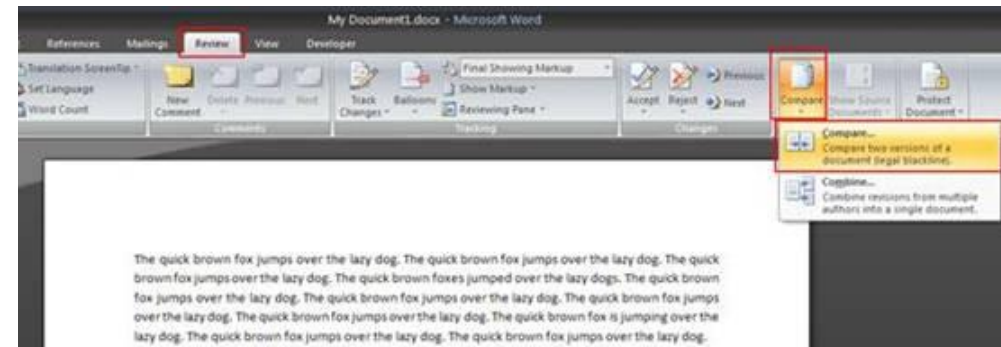 My Document1.docx - Microsoft Word
References Mailings Review View Developer
Translation ScreenTip
Set Language
Word Count
New Comment
Delete
Previous
Next
Comments
Track Changes
Balloons
Final Showing Markup
Show Markup
Reviewing Pane
Tracking
Accept
Reject
Previous
Next
Changes
Compare
Show Source Documents
Protect Document
Compare...
Compare two versions of a
document (legal blackline).
Combine...
Combine revisions from multiple
authors into a single document.
The quick brown fox jumps over the lazy dog. The quick brown fox jumps over the lazy dog. The quick
brown fox jumps over the lazy dog. The quick brown foxes jumped over the lazy dogs. The quick brown
fox jumps over the lazy dog. The quick brown fox jumps over the lazy dog. The quick brown fox jumps
over the lazy dog. The quick brown fox jumps over the lazy dog. The quick brown fox is jumping over the
lazy dog. The quick brown fox jumps over the lazy dog. The quick brown fox jumps over the lazy dog.